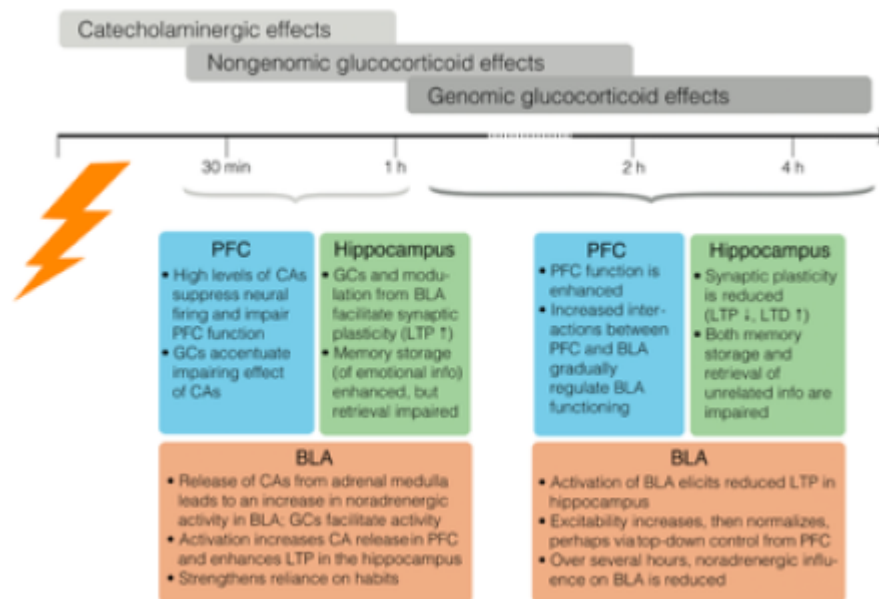 Catecholaminergic effects
Nongenomic glucocorticoid effects
Genomic glucocorticoid effects
30 min
1 h
2 h
4 h
PFC
• High levels of CAs
suppress neural
firing and impair
PFC function
• GCs accentuate
impairing effect
of CAs
Hippocampus
• GCs and modu-
lation from BLA
facilitate synaptic
plasticity (LTP ↑)
• Memory storage
(of emotional info)
enhanced, but
retrieval impaired
BLA
• Release of CAs from adrenal medulla
leads to an increase in noradrenergic
activity in BLA; GCs facilitate activity
• Activation increases CA release in PFC
and enhances LTP in the hippocampus
• Strengthens reliance on habits
PFC
• PFC function is
enhanced
• Increased inter-
actions between
PFC and BLA
gradually
regulate BLA
functioning
Hippocampus
• Synaptic plasticity
is reduced
(LTP ↓, LTD ↑)
• Both memory
storage and
retrieval of
unrelated info are
impaired
BLA
• Activation of BLA elicits reduced LTP in
hippocampus
• Excitability increases, then normalizes,
perhaps via top-down control from PFC
• Over several hours, noradrenergic influ-
ence on BLA is reduced